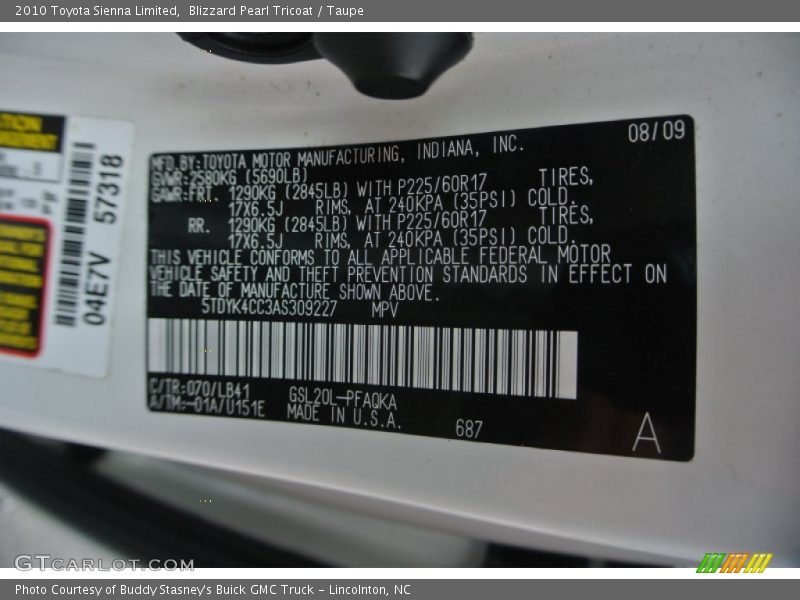 2010 Toyota Sienna Limited, Blizzard Pearl Tricoat / Taupe
57318
04E7V
08/09
MFD.BY:TOYOTA MOTOR MANUFACTURING, INDIANA, INC.
GVWR:2580KG (5690LB)
GAWR:FRT. 1290KG (2845LB) WITH P225/60R17 TIRES,
17X6.5J RIMS, AT 240KPA (35PSI) COLD.
RR. 1290KG (2845LB) WITH P225/60R17 TIRES,
17X6.5J RIMS, AT 240KPA (35PSI) COLD.
THIS VEHICLE CONFORMS TO ALL APPLICABLE FEDERAL MOTOR
VEHICLE SAFETY AND THEFT PREVENTION STANDARDS IN EFFECT ON
THE DATE OF MANUFACTURE SHOWN ABOVE.
5TDYK4CC3AS309227 MPV
C/TR:070/LB41 GSL20L-PFAQKA
A/TM:-01A/U151E MADE IN U.S.A. 687
A
GTCARLOT.COM
Photo Courtesy of Buddy Stasney's Buick GMC Truck - Lincolnton, NC